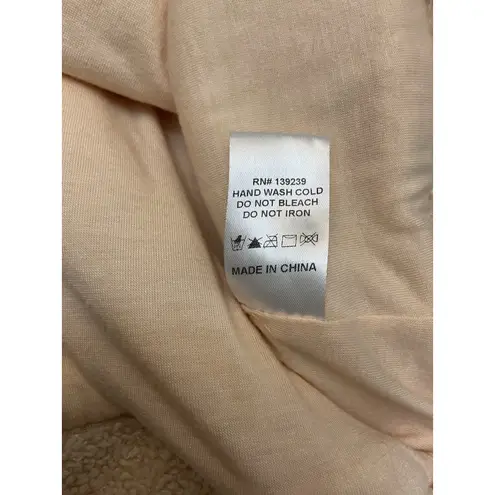 RN# 139239
HAND WASH COLD
DO NOT BLEACH
DO NOT IRON
MADE IN CHINA